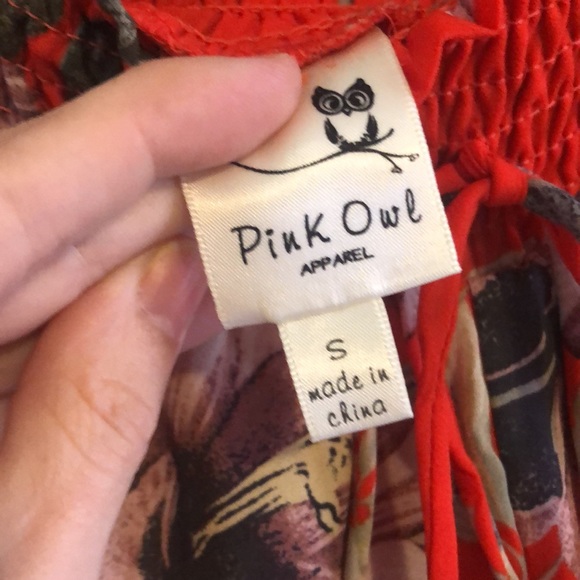 Pink Owl
APPAREL
S
made in
china